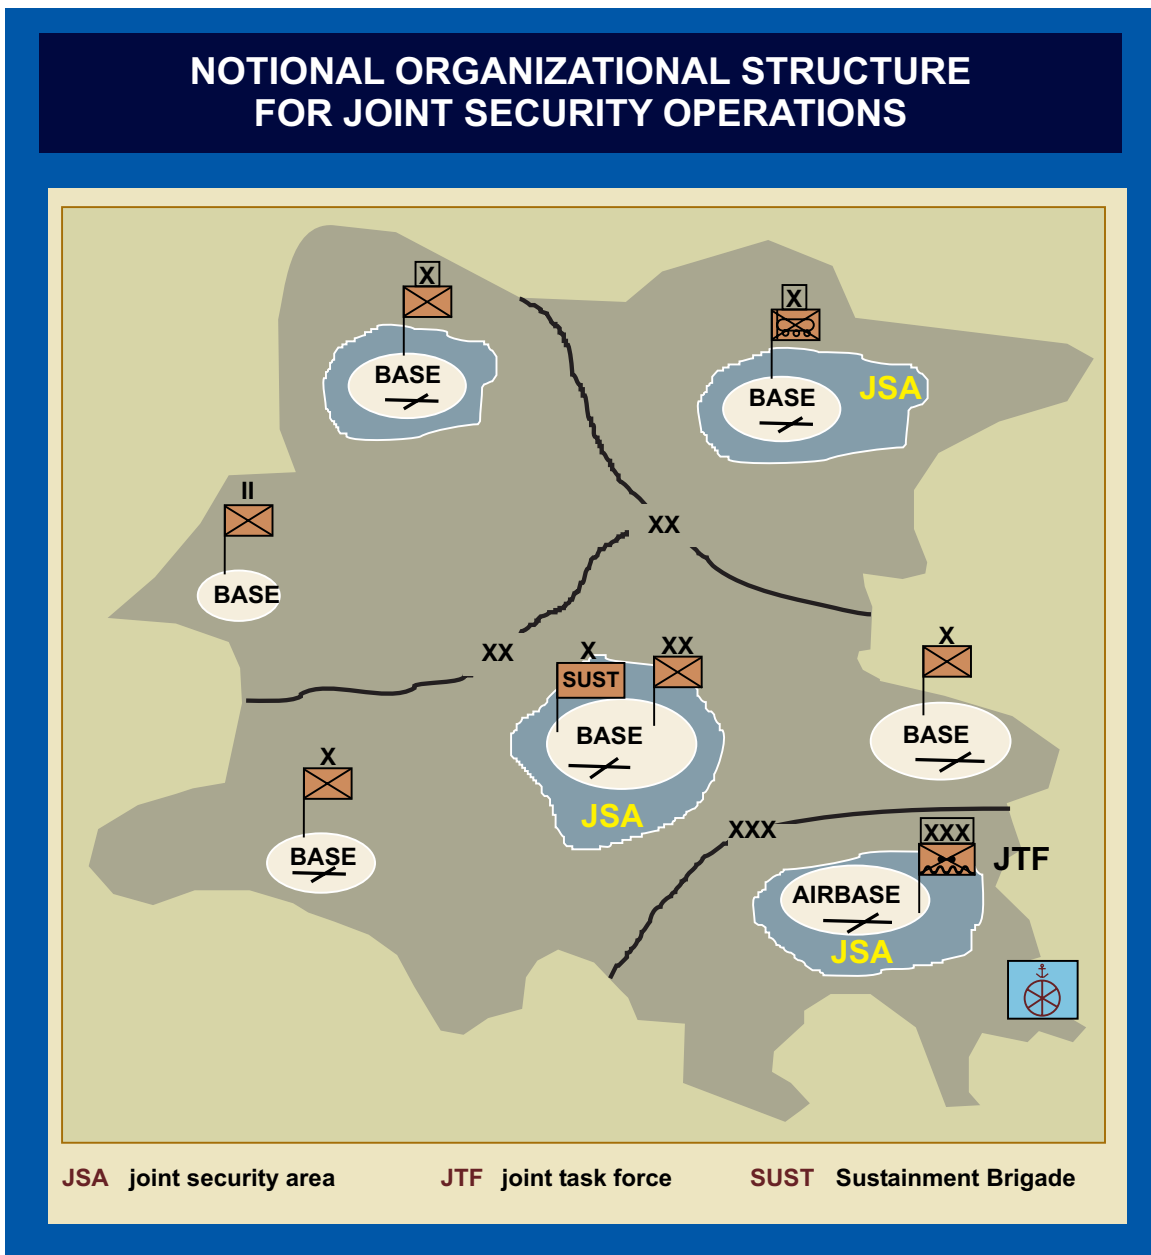 NOTIONAL ORGANIZATIONAL STRUCTURE
FOR JOINT SECURITY OPERATIONS
X
X
BASE
BASE
JSA
II
XX
BASE
X
XX
X
XX
SUST
BASE
BASE
X
JSA
XXX
XXX
BASE
JTF
AIRBASE
JSA
JSA joint security area
JTF joint task force
SUST Sustainment Brigade